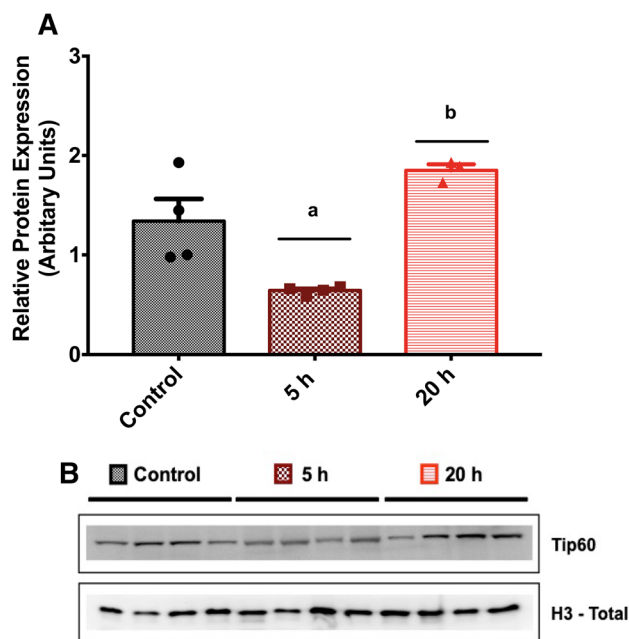 A
Relative Protein Expression
(Arbitary Units)
3
2
1
0
a
b
Control
5 h
20 h
B
Control
5 h
20 h
Tip60
H3 - Total